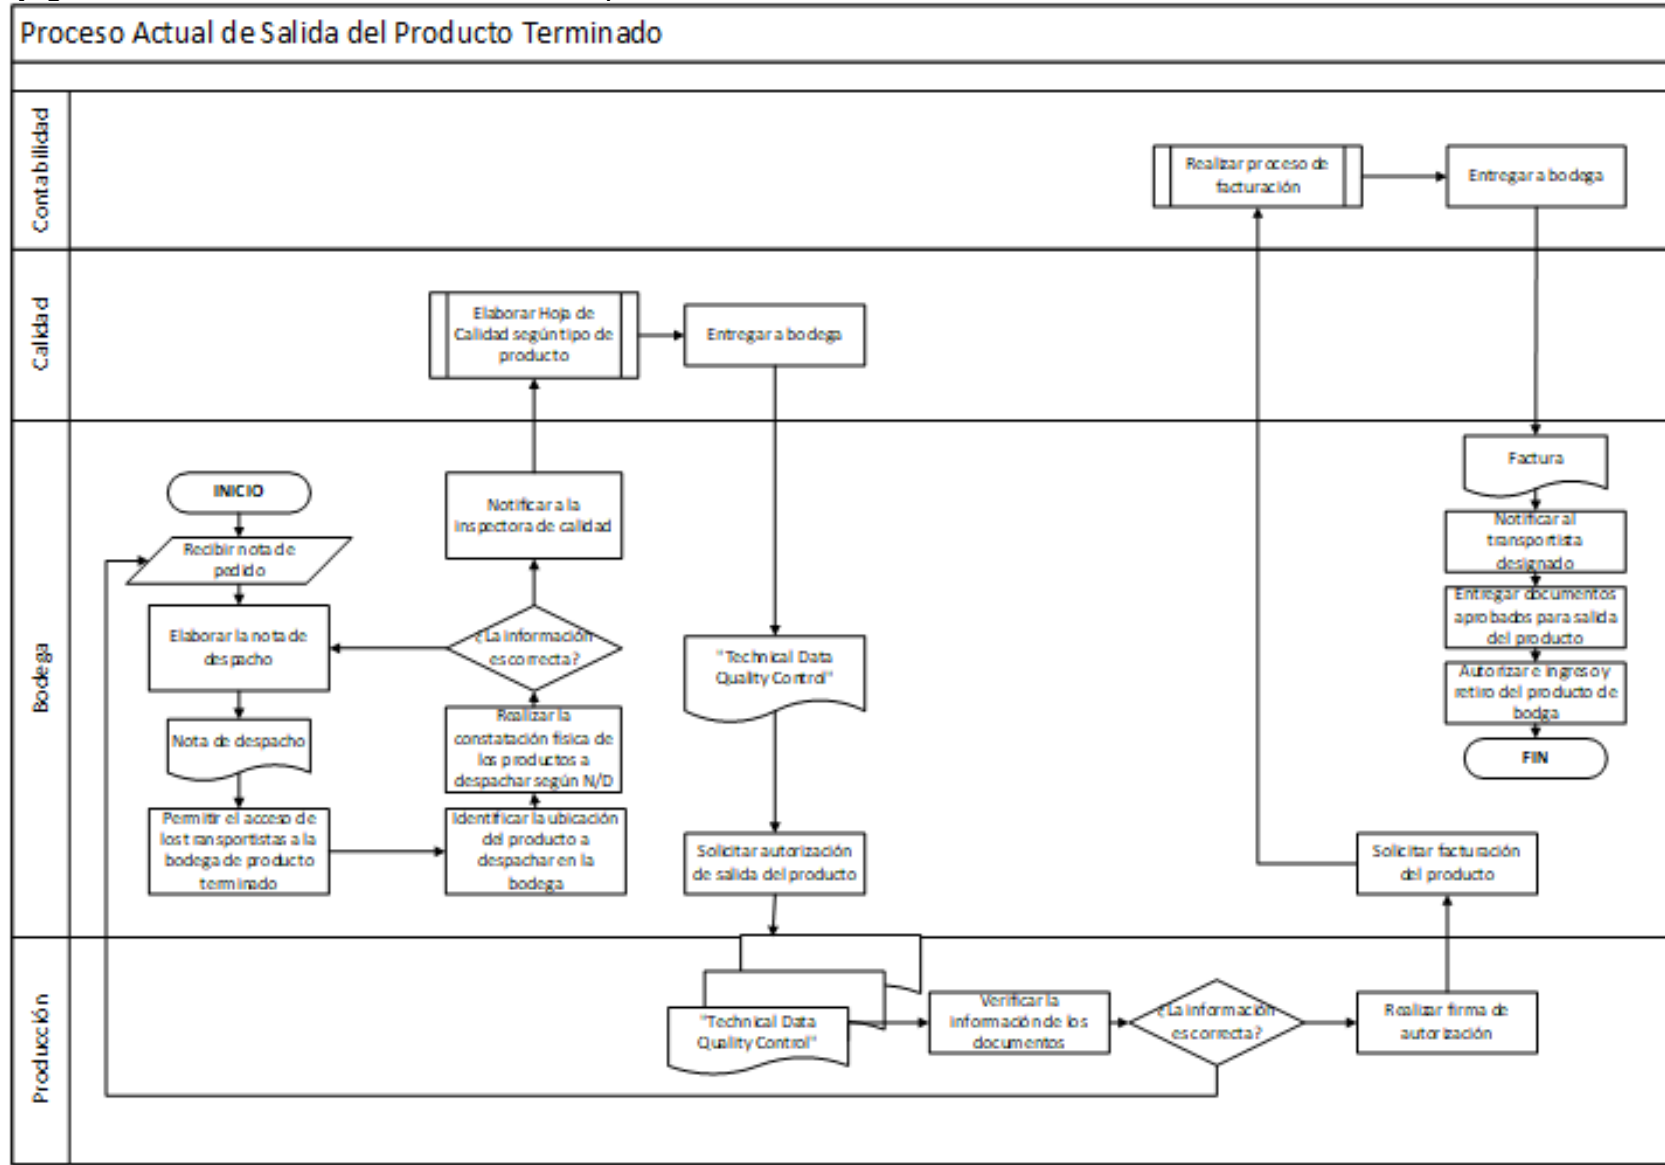 Proceso Actual de Salida del Producto Terminado
Contabilidad
Realizar proceso de
facturación
Entregar a bodega
Calidad
Elaborar Hoja de
Calidad según tipo de
producto
Entregar a bodega
Bodega
INICIO
Recibir nota de
pedido
Elaborar la nota de
despacho
Nota de despacho
Permitir el acceso de
los transportistas a la
bodega de producto
terminado
Notificar a la
inspectora de calidad
¿La información
es correcta?
Realizar la
constatación física de
los productos a
despachar según N/D
Identificar la ubicación
del producto a
despachar en la
bodega
"Technical Data
Quality Control"
Solicitar autorización
de salida del producto
Factura
Notificar al
transportista
designado
Entregar documentos
aprobados para salida
del producto
Autorizar e ingreso y
retiro del producto de
bodga
FIN
Solicitar facturación
del producto
Producción
"Technical Data
Quality Control"
Verificar la
información de los
documentos
¿La información
es correcta?
Realizar firma de
autorización